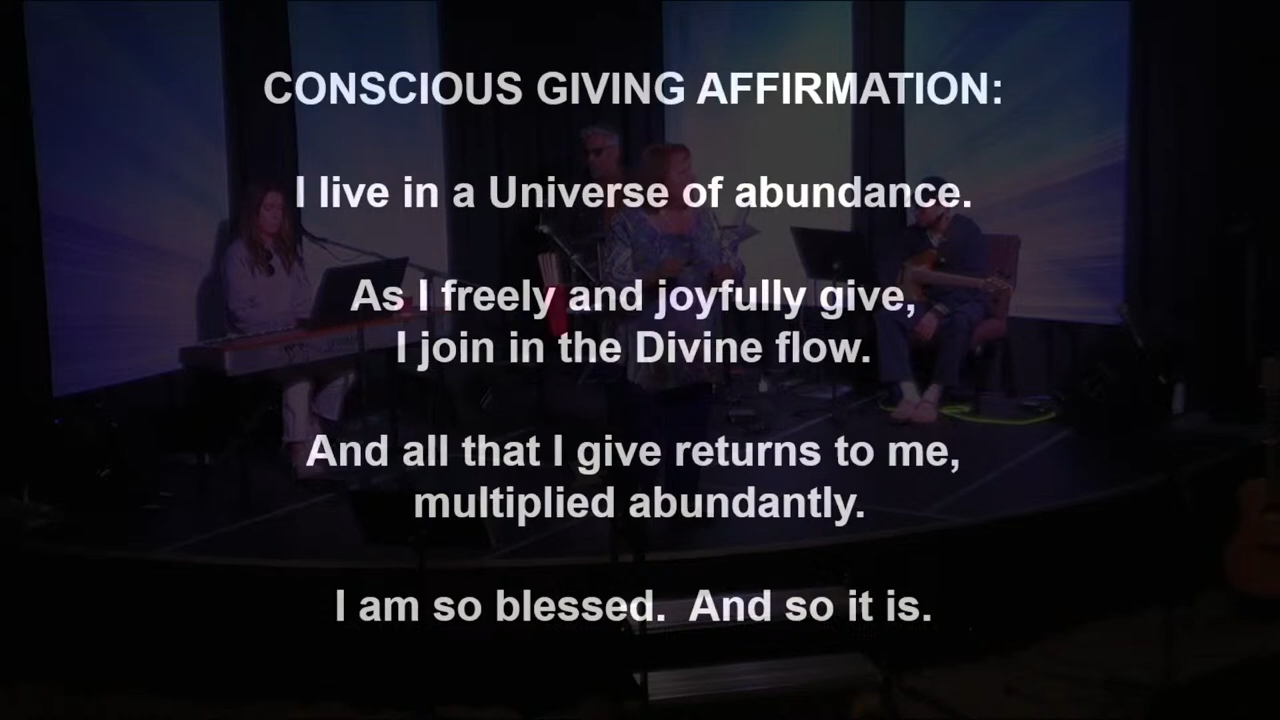 CONSCIOUS GIVING AFFIRMATION:
I live in a Universe of abundance.
As I freely and joyfully give,
I join in the Divine flow.
And all that I give returns to me,
multiplied abundantly.
I am so blessed.  And so it is.